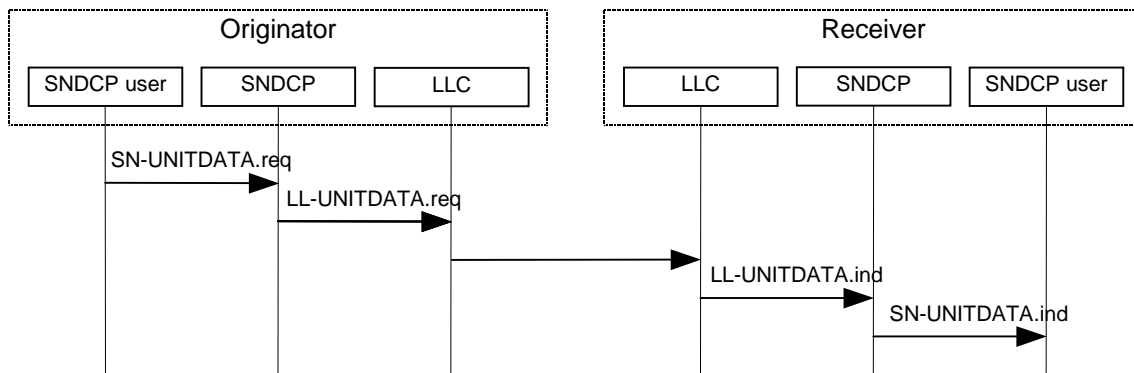 Originator
Receiver
SNDCP user
SNDCP
LLC
LLC
SNDCP
SNDCP user
SN-UNITDATA.req
LL-UNITDATA.req
LL-UNITDATA.ind
SN-UNITDATA.ind